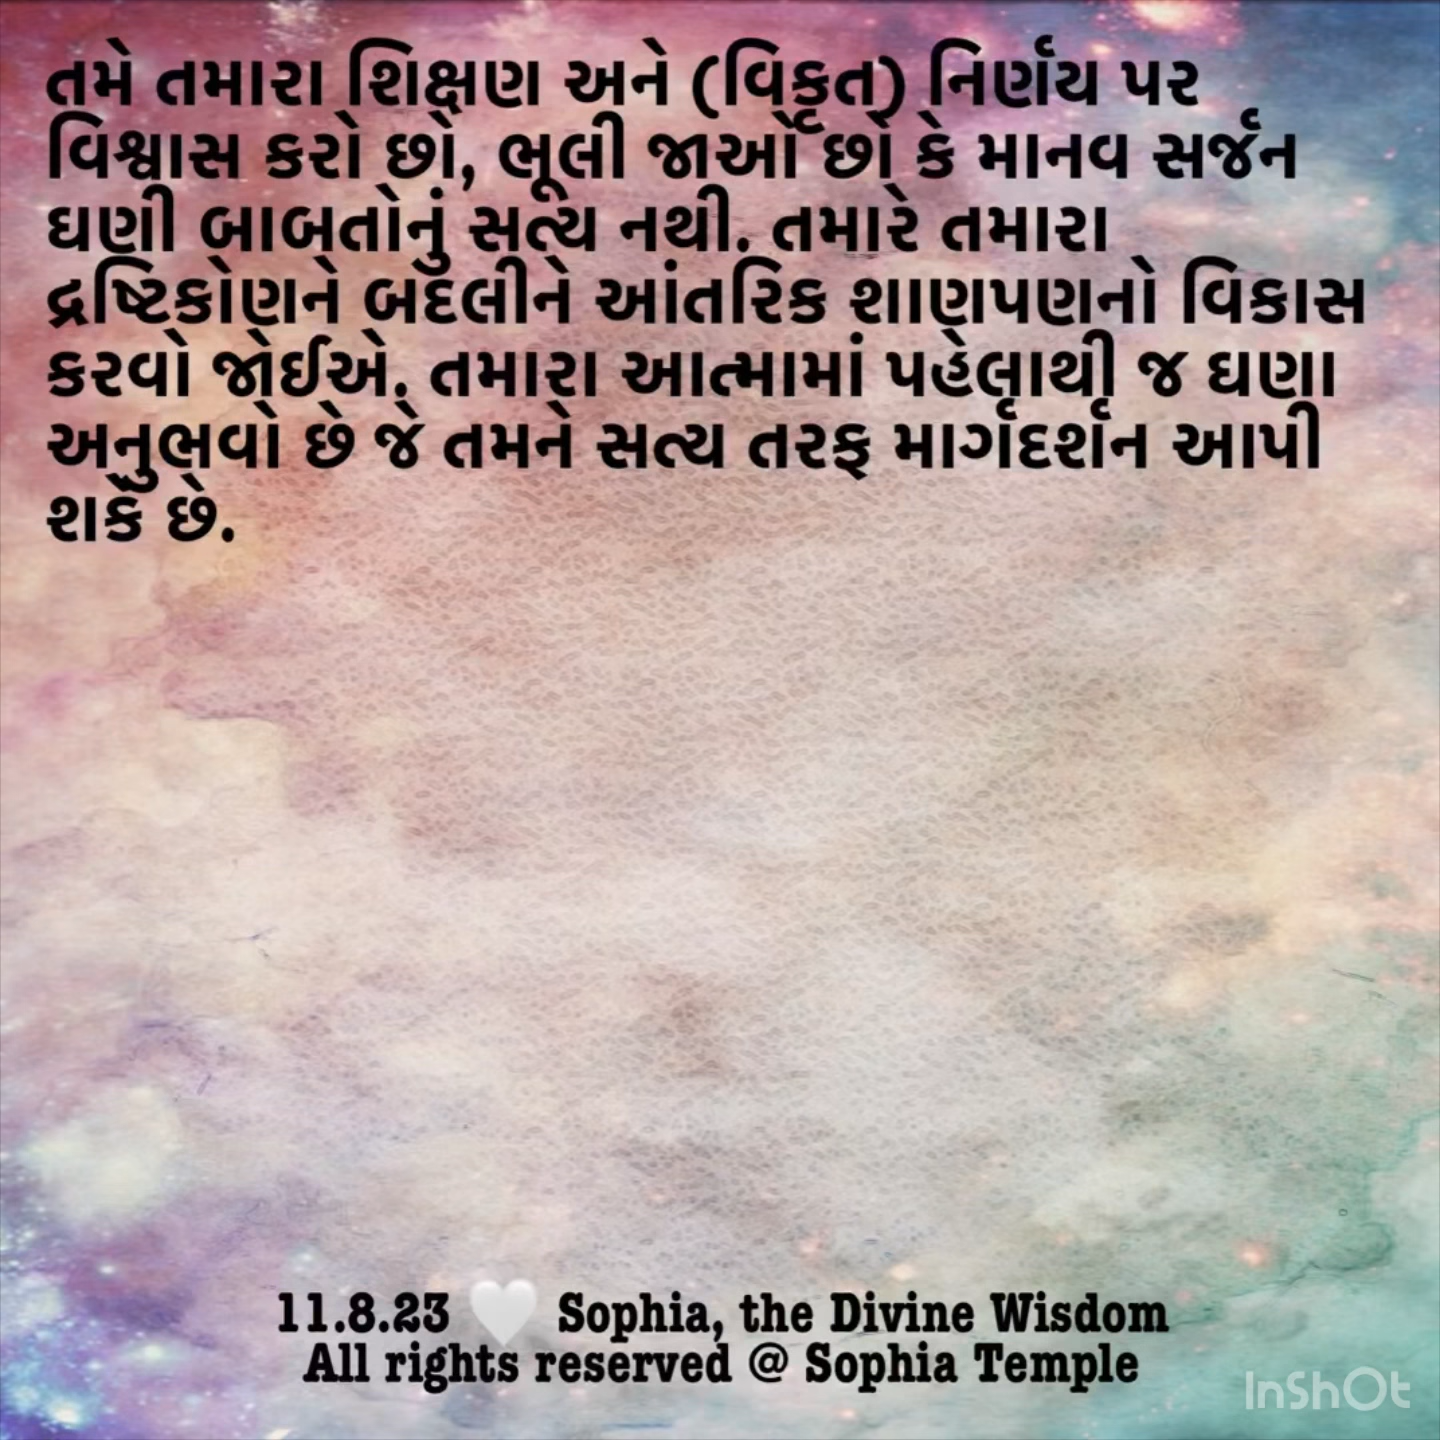 તમે તમારા શિક્ષણ અને (વિકૃત) નિર્ણય પર
વિશ્વાસ કરો છો, ભૂલી જાઓ છો કે માનવ સર્જન
ઘણી બાબતોનું સત્ય નથી. તમારે તમારા
દ્રષ્ટિકોણને બદલીને આંતરિક શાણપણનો વિકાસ
કરવો જોઈએ. તમારા આત્મામાં પહેલાથી જ ઘણા
અનુભવો છે જે તમને સત્ય તરફ માર્ગદર્શન આપી
શકે છે.
11.8.23 🤍 Sophia, the Divine Wisdom
All rights reserved @ Sophia Temple
InShOt